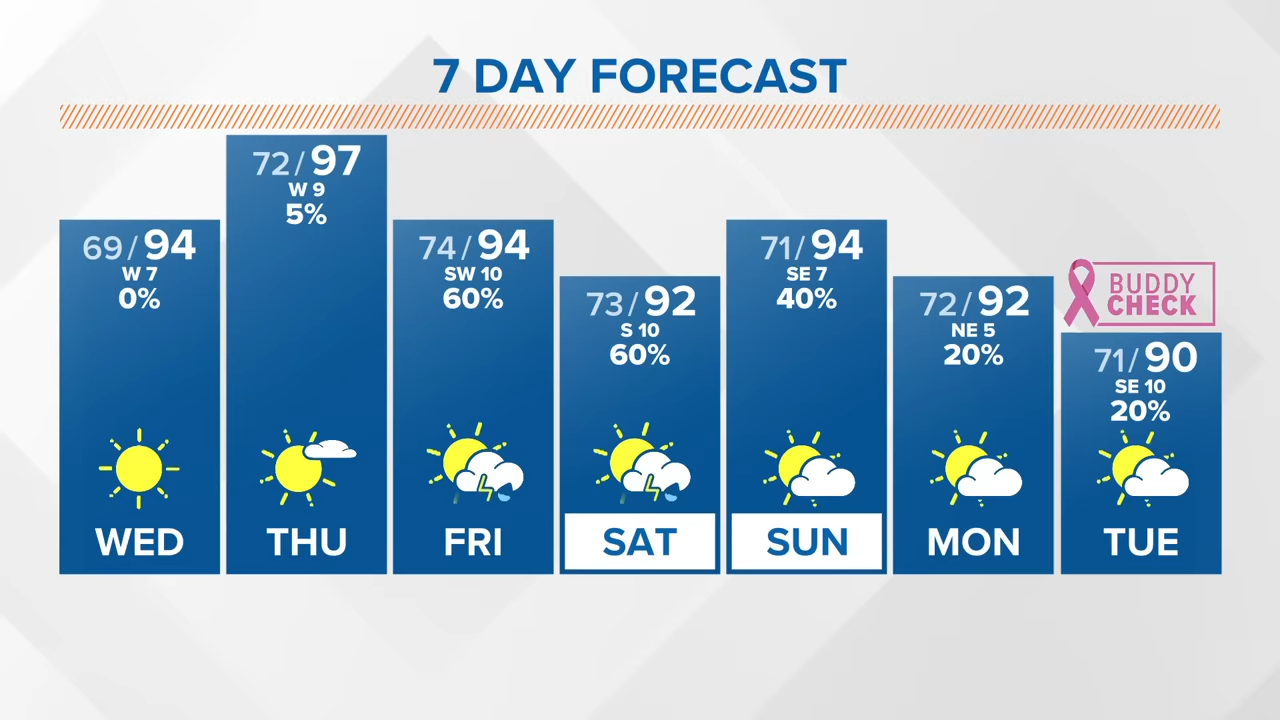 7 DAY FORECAST
69/94
W 7
0%
WED
72/97
W 9
5%
THU
74/94
SW 10
60%
FRI
73/92
S 10
60%
SAT
71/94
SE 7
40%
SUN
72/92
NE 5
20%
MON
BUDDY
CHECK
71/90
SE 10
20%
TUE